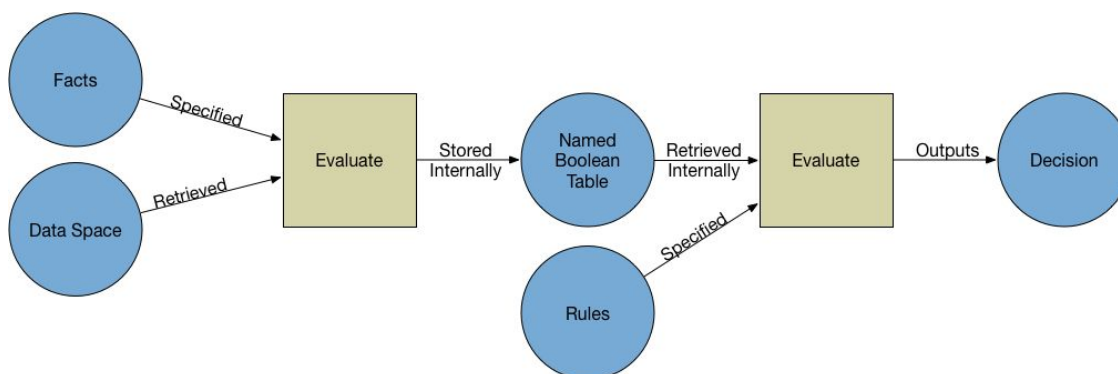 Facts
Specified
Data Space
Retrieved
Evaluate
Stored
Internally
Named
Boolean
Table
Retrieved
Internally
Rules
Specified
Evaluate
Outputs
Decision